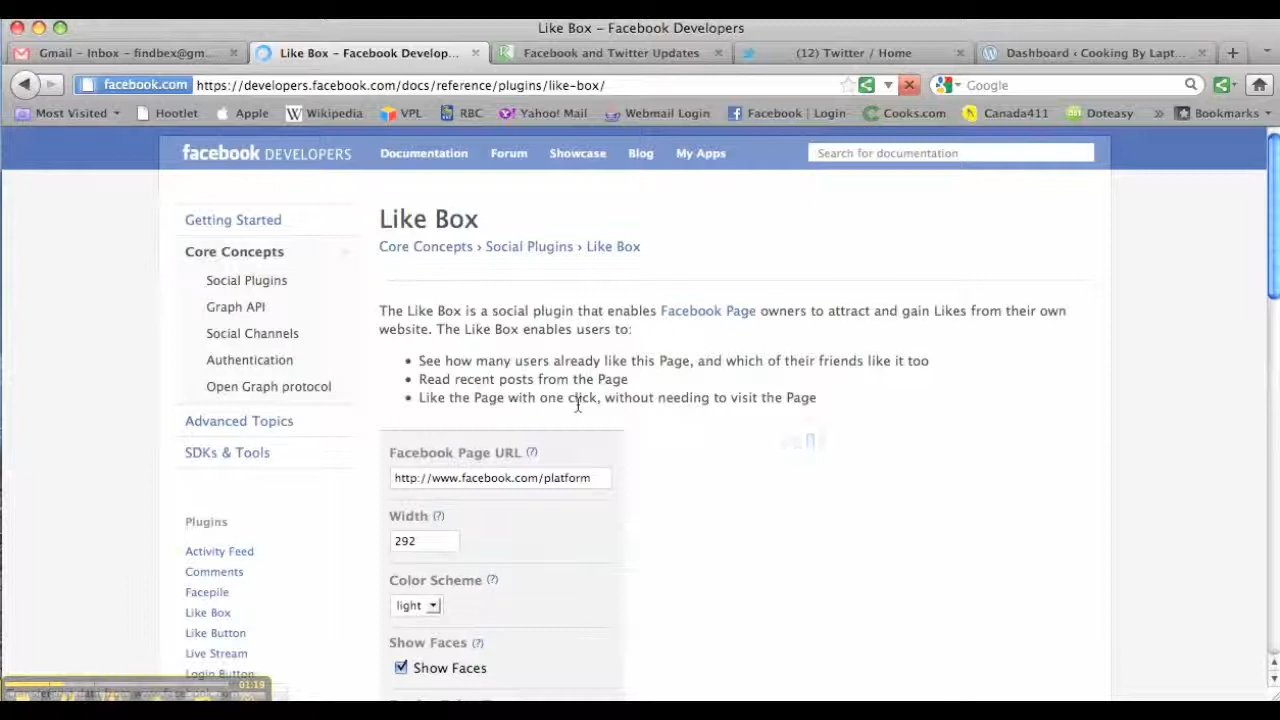 Like Box – Facebook Developers
Gmail – Inbox – findbex@gm...
Like Box – Facebook Develop...
Facebook and Twitter Updates
(12) Twitter / Home
Dashboard ‹ Cooking By Lapt...
facebook.com https://developers.facebook.com/docs/reference/plugins/like-box/
Google
Most Visited Hootlet Apple Wikipedia VPL RBC Yahoo! Mail Webmail Login Facebook | Login Cooks.com Canada411 Doteasy » Bookmarks
facebook DEVELOPERS Documentation Forum Showcase Blog My Apps Search for documentation
Getting Started
Core Concepts
Social Plugins
Graph API
Social Channels
Authentication
Open Graph protocol
Advanced Topics
SDKs & Tools
Plugins
Activity Feed
Comments
Facepile
Like Box
Like Button
Live Stream
Login Button
Like Box
Core Concepts › Social Plugins › Like Box
The Like Box is a social plugin that enables Facebook Page owners to attract and gain Likes from their own
website. The Like Box enables users to:
• See how many users already like this Page, and which of their friends like it too
• Read recent posts from the Page
• Like the Page with one click, without needing to visit the Page
Facebook Page URL (?)
http://www.facebook.com/platform
Width (?)
292
Color Scheme (?)
light
Show Faces (?)
Show Faces
01:19